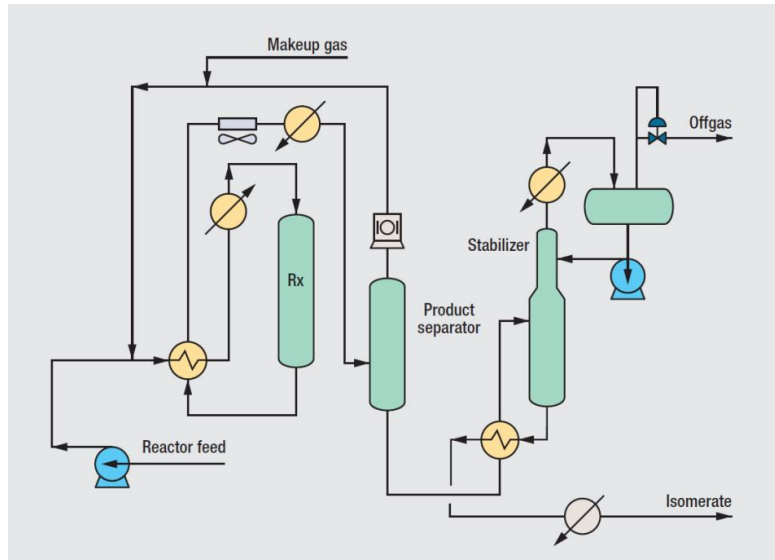 Makeup gas
Offgas
Stabilizer
Rx
Product
separator
Reactor feed
Isomerate